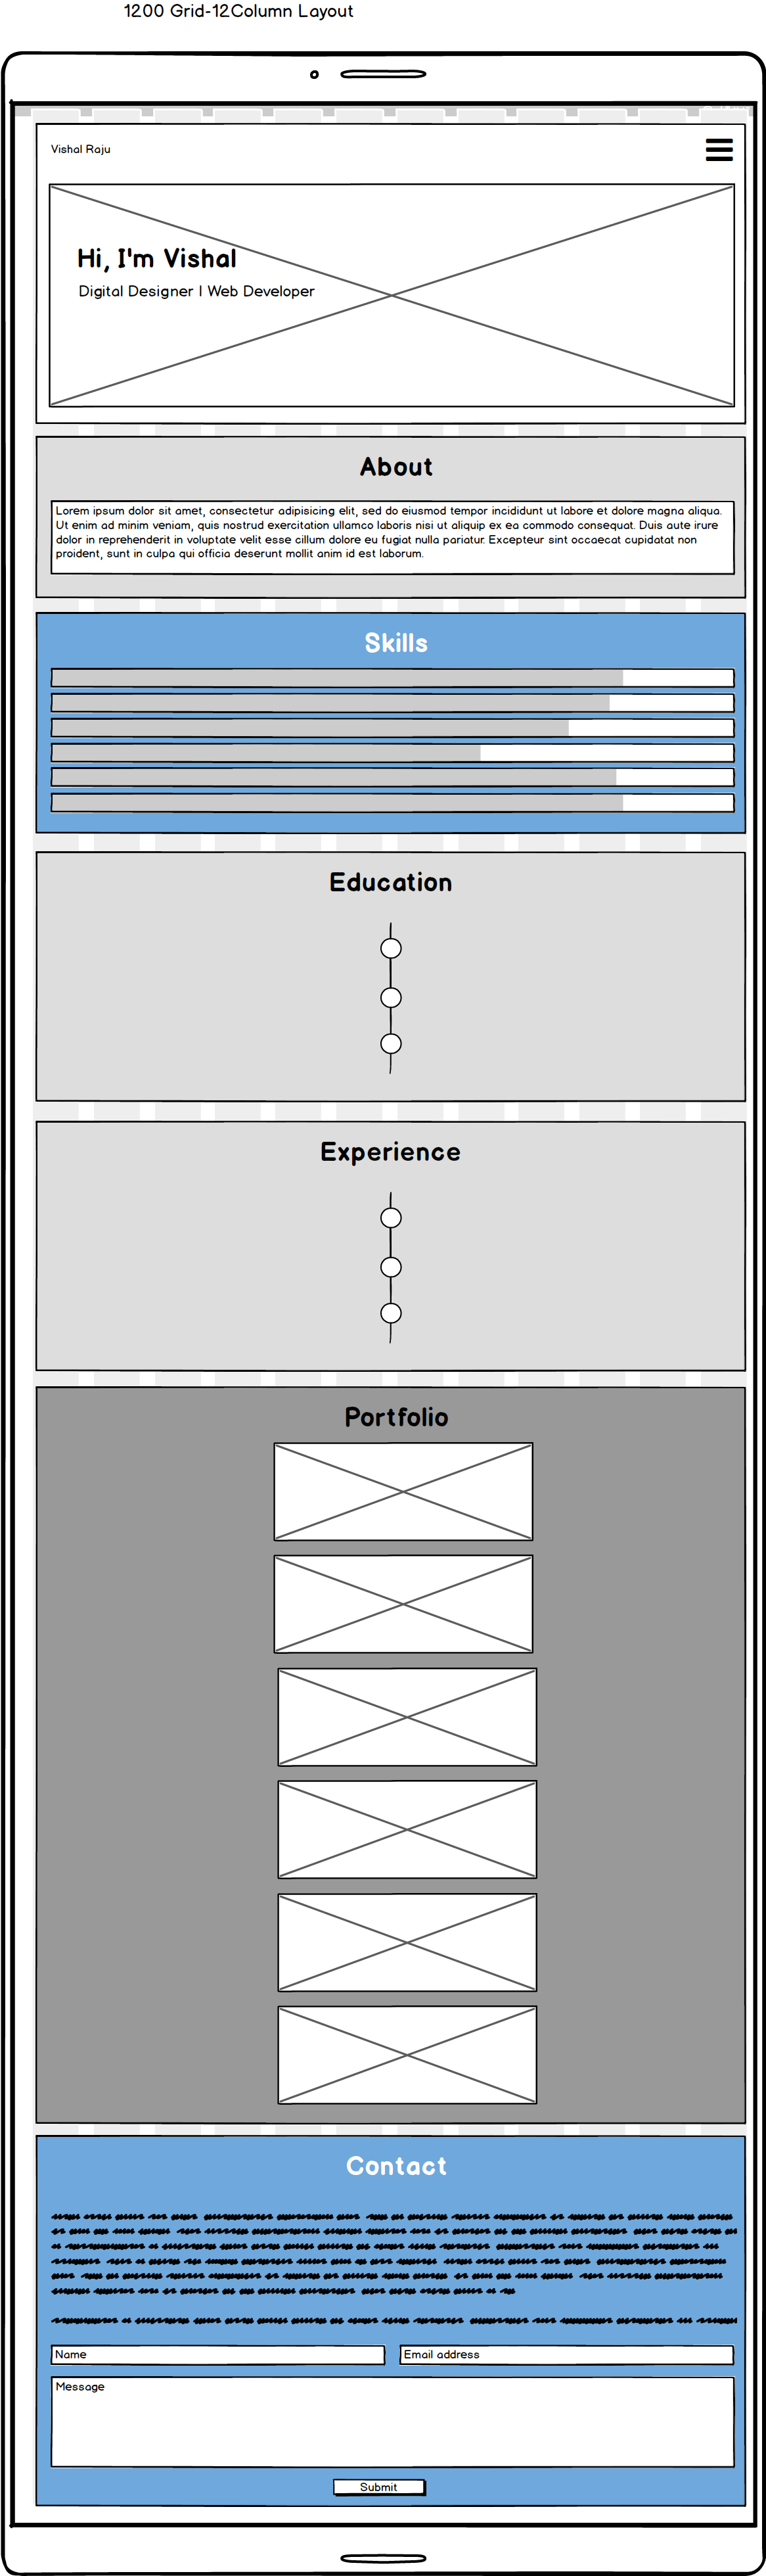 1200 Grid-12Column Layout
Vishal Raju
Hi, I'm Vishal
Digital Designer | Web Developer
About
Lorem ipsum dolor sit amet, consectetur adipisicing elit, sed do eiusmod tempor incididunt ut labore et dolore magna aliqua.
Ut enim ad minim veniam, quis nostrud exercitation ullamco laboris nisi ut aliquip ex ea commodo consequat. Duis aute irure
dolor in reprehenderit in voluptate velit esse cillum dolore eu fugiat nulla pariatur. Excepteur sint occaecat cupidatat non
proident, sunt in culpa qui officia deserunt mollit anim id est laborum.
Skills
Education
Experience
Portfolio
Contact
Name
Email address
Message
Submit